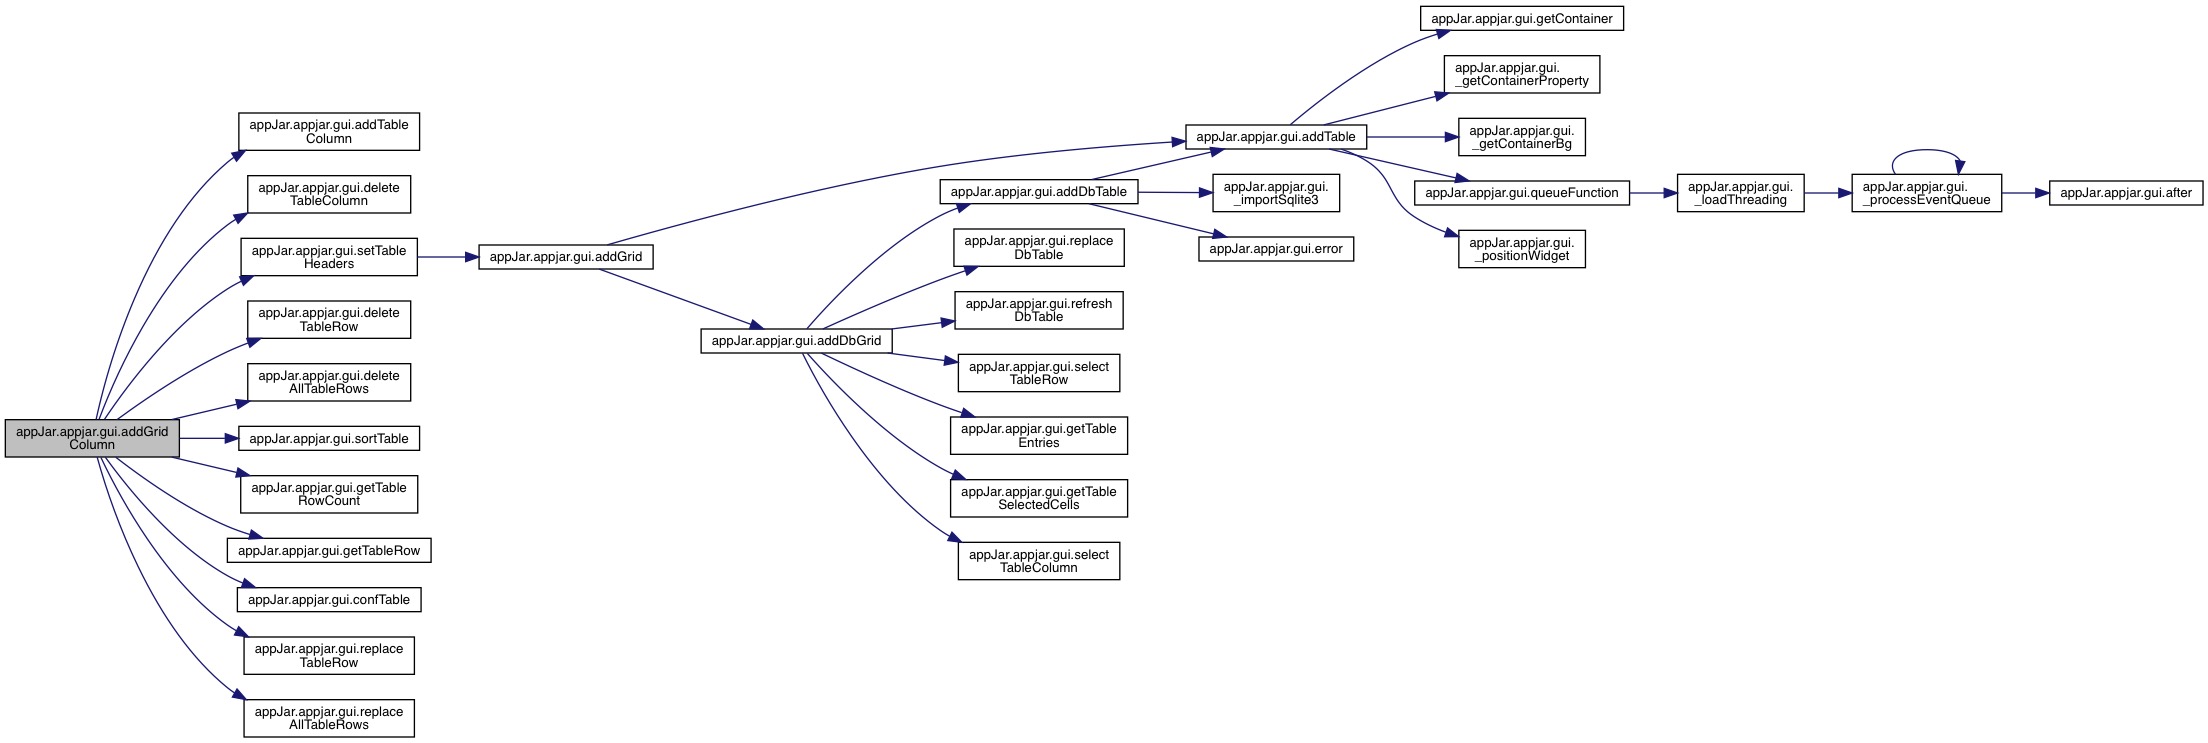 appJar.appjar.gui.addGrid
Column
appJar.appjar.gui.addTable
Column
appJar.appjar.gui.delete
TableColumn
appJar.appjar.gui.setTable
Headers
appJar.appjar.gui.delete
TableRow
appJar.appjar.gui.delete
AllTableRows
appJar.appjar.gui.sortTable
appJar.appjar.gui.getTable
RowCount
appJar.appjar.gui.getTableRow
appJar.appjar.gui.confTable
appJar.appjar.gui.replace
TableRow
appJar.appjar.gui.replace
AllTableRows
appJar.appjar.gui.addGrid
appJar.appjar.gui.addDbGrid
appJar.appjar.gui.addDbTable
appJar.appjar.gui.replace
DbTable
appJar.appjar.gui.refresh
DbTable
appJar.appjar.gui.select
TableRow
appJar.appjar.gui.getTable
Entries
appJar.appjar.gui.getTable
SelectedCells
appJar.appjar.gui.select
TableColumn
appJar.appjar.gui.addTable
appJar.appjar.gui.
_importSqlite3
appJar.appjar.gui.error
appJar.appjar.gui.getContainer
appJar.appjar.gui.
_getContainerProperty
appJar.appjar.gui.
_getContainerBg
appJar.appjar.gui.queueFunction
appJar.appjar.gui.
_positionWidget
appJar.appjar.gui.
_loadThreading
appJar.appjar.gui.
_processEventQueue
appJar.appjar.gui.after